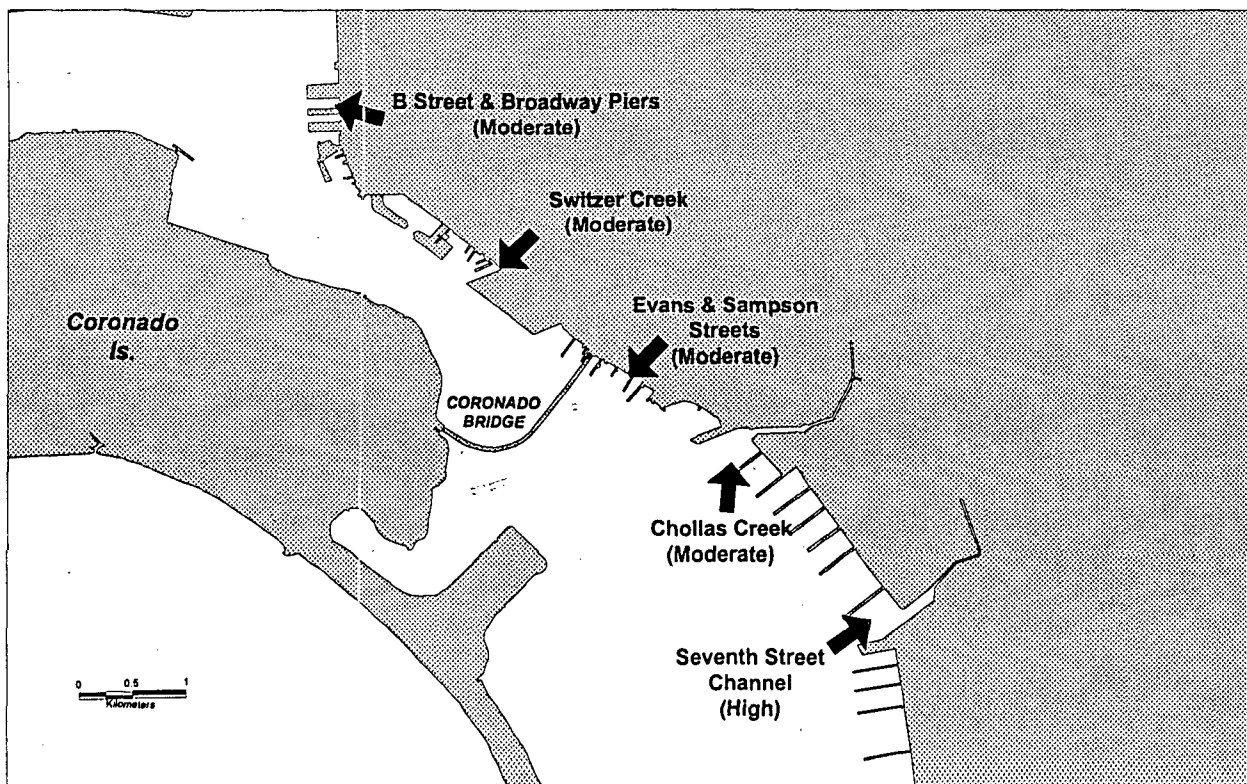 B Street & Broadway Piers
(Moderate)
Switzer Creek
(Moderate)
Evans & Sampson
Streets
(Moderate)
Coronado
Is.
CORONADO
BRIDGE
Chollas Creek
(Moderate)
Seventh Street
Channel
(High)
0 0.5 1
Kilometers